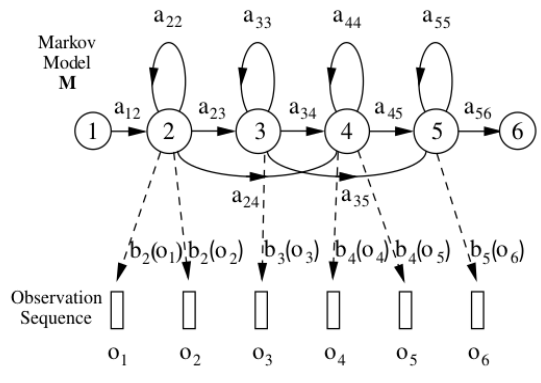 a₂₂ a₃₃ a₄₄ a₅₅
Markov
Model
M
a₁₂ a₂₃ a₃₄ a₄₅ a₅₆
1 2 3 4 5 6
a₂₄ a₃₅
b₂(o₁) b₂(o₂) b₃(o₃) b₄(o₄) b₄(o₅) b₅(o₆)
Observation
Sequence
o₁ o₂ o₃ o₄ o₅ o₆